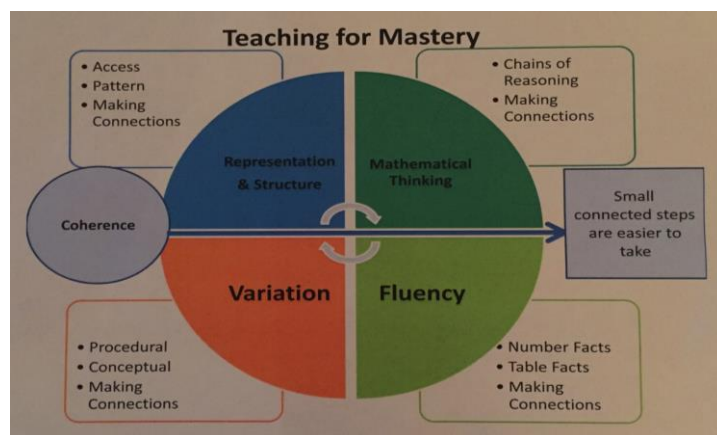 Teaching for Mastery
• Access
• Pattern
• Making
Connections
• Chains of
Reasoning
• Making
Connections
Representation
& Structure
Mathematical
Thinking
Coherence
Small
connected steps
are easier to
take
Variation
Fluency
• Procedural
• Conceptual
• Making
Connections
• Number Facts
• Table Facts
• Making
Connections